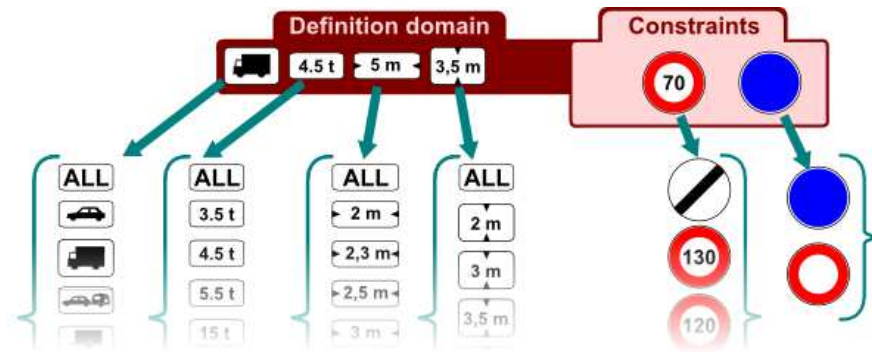 Definition domain
Constraints
4.5 t
5 m
3,5 m
70
ALL
ALL
ALL
ALL
3.5 t
2 m
2 m
4.5 t
2,3 m
3 m
130
5.5 t
2,5 m
3,5 m
120
15 t
3 m